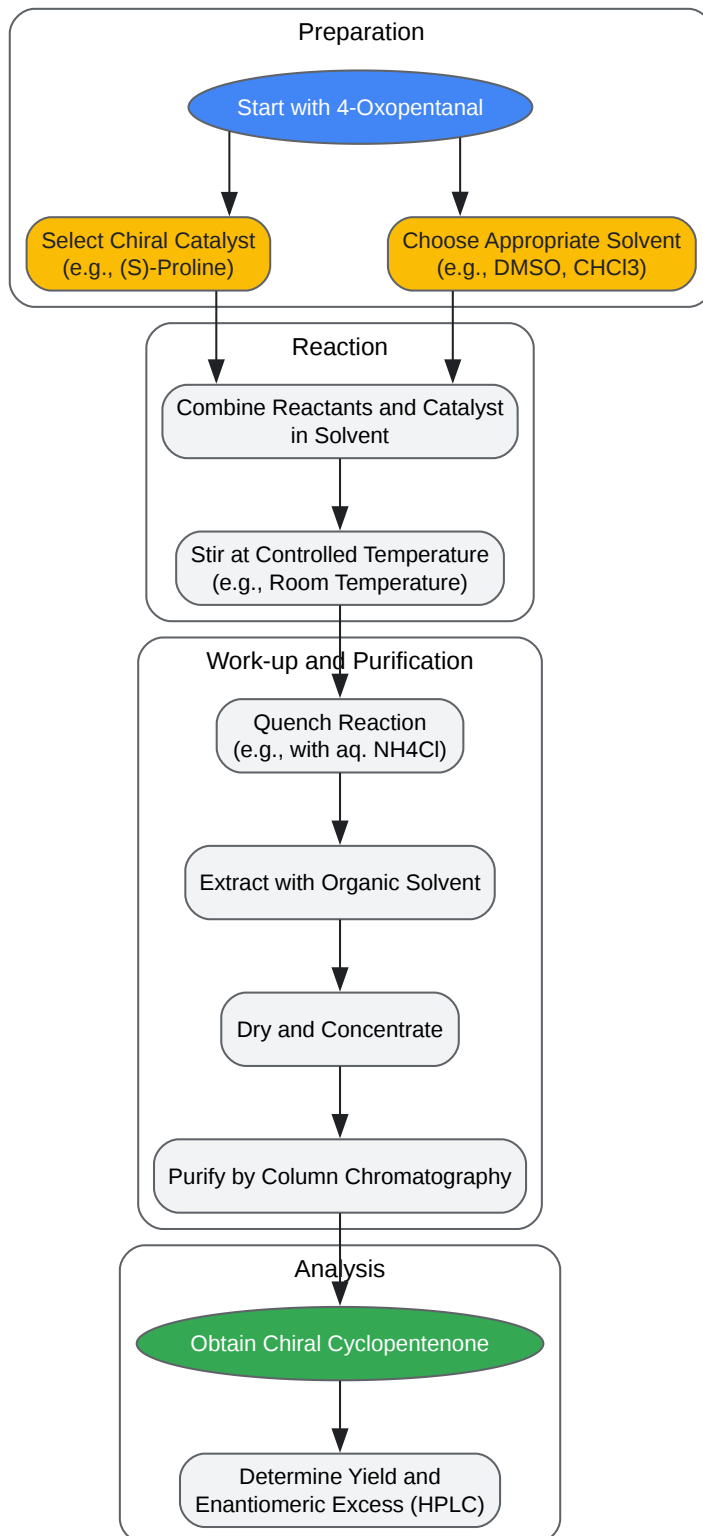 Preparation
Start with 4-Oxopentanal
Select Chiral Catalyst
(e.g., (S)-Proline)
Choose Appropriate Solvent
(e.g., DMSO, CHCl3)
Reaction
Combine Reactants and Catalyst
in Solvent
Stir at Controlled Temperature
(e.g., Room Temperature)
Work-up and Purification
Quench Reaction
(e.g., with aq. NH4Cl)
Extract with Organic Solvent
Dry and Concentrate
Purify by Column Chromatography
Analysis
Obtain Chiral Cyclopentenone
Determine Yield and
Enantiomeric Excess (HPLC)